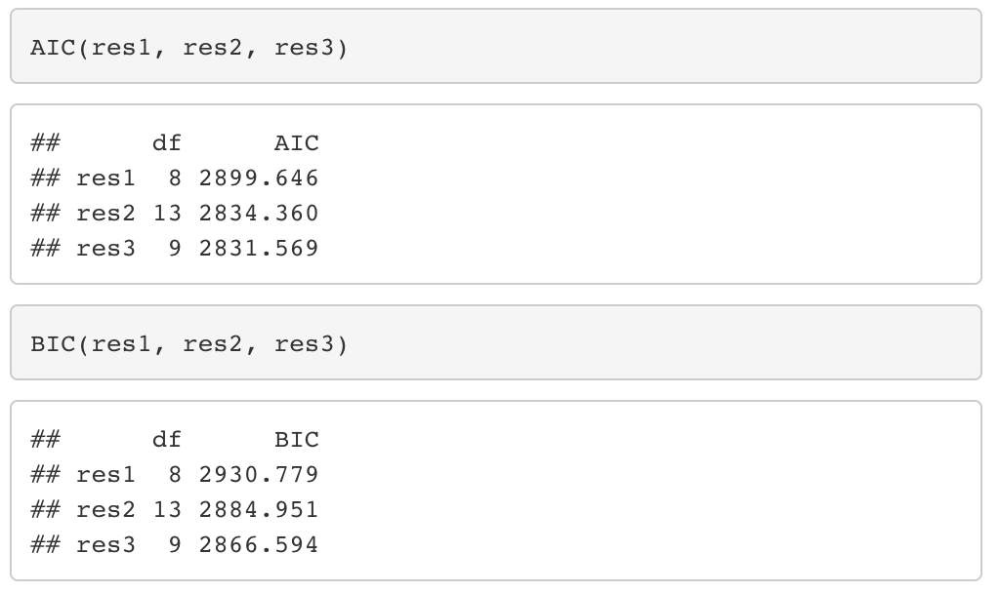 AIC(res1, res2, res3)
##      df      AIC
## res1  8 2899.646
## res2 13 2834.360
## res3  9 2831.569
BIC(res1, res2, res3)
##      df      BIC
## res1  8 2930.779
## res2 13 2884.951
## res3  9 2866.594